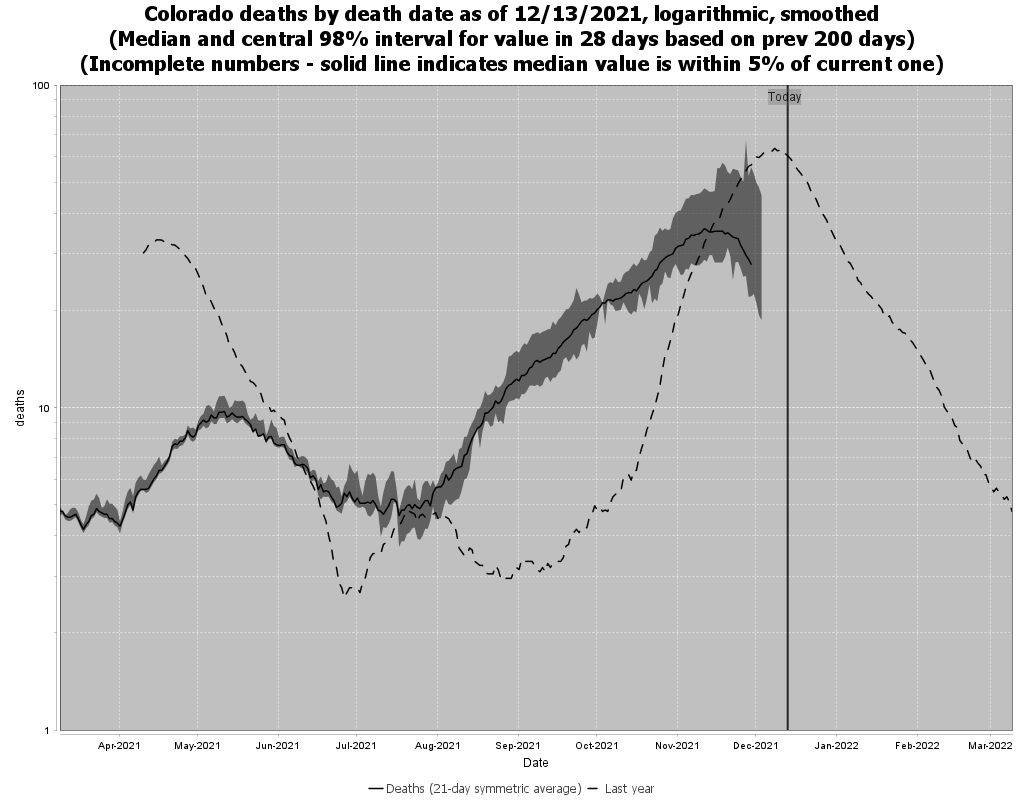 Colorado deaths by death date as of 12/13/2021, logarithmic, smoothed
(Median and central 98% interval for value in 28 days based on prev 200 days)
(Incomplete numbers - solid line indicates median value is within 5% of current one)
Today
100
10
1
deaths
Apr-2021 May-2021 Jun-2021 Jul-2021 Aug-2021 Sep-2021 Oct-2021 Nov-2021 Dec-2021 Jan-2022 Feb-2022 Mar-2022
Date
Deaths (21-day symmetric average) Last year